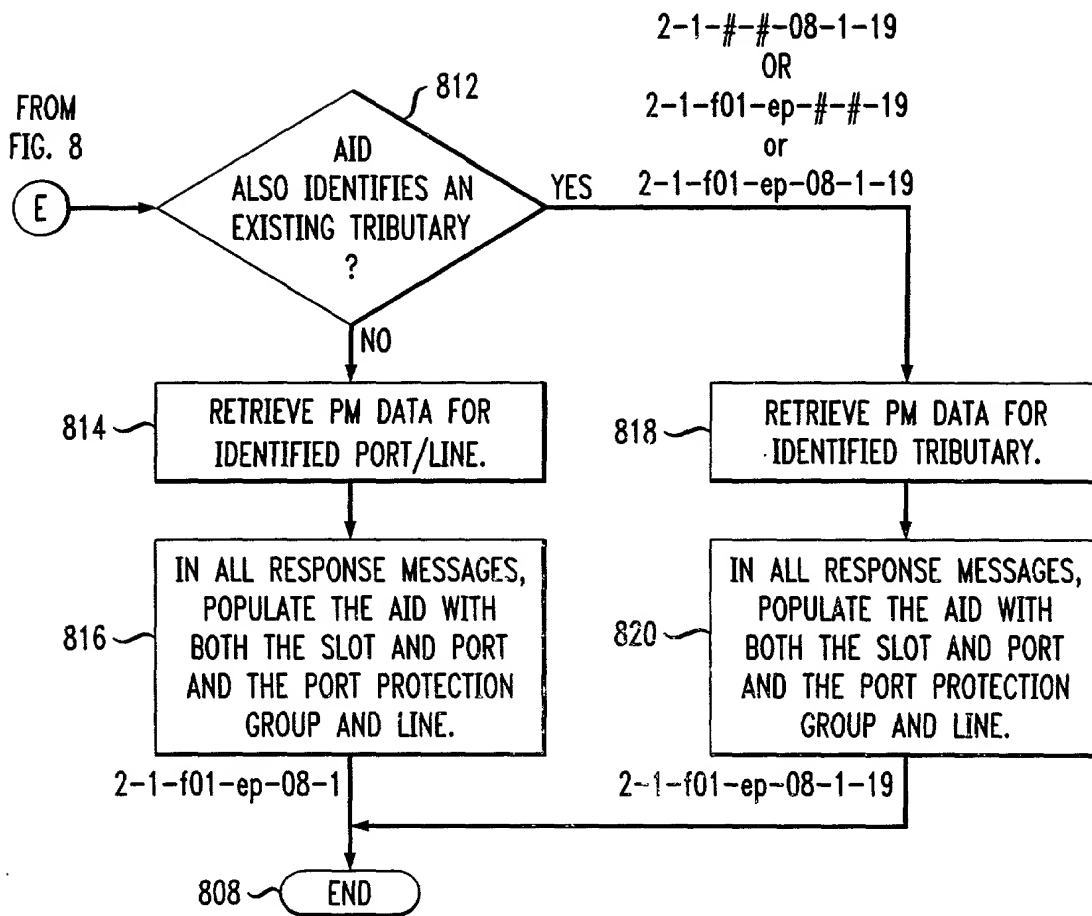 2-1-#-#-08-1-19
OR
2-1-f01-ep-#-#-19
or
2-1-f01-ep-08-1-19
FROM
FIG. 8
E
812
AID
ALSO IDENTIFIES AN
EXISTING TRIBUTARY
?
YES
NO
814
RETRIEVE PM DATA FOR
IDENTIFIED PORT/LINE.
818
RETRIEVE PM DATA FOR
IDENTIFIED TRIBUTARY.
816
IN ALL RESPONSE MESSAGES,
POPULATE THE AID WITH
BOTH THE SLOT AND PORT
AND THE PORT PROTECTION
GROUP AND LINE.
820
IN ALL RESPONSE MESSAGES,
POPULATE THE AID WITH
BOTH THE SLOT AND PORT
AND THE PORT PROTECTION
GROUP AND LINE.
2-1-f01-ep-08-1
2-1-f01-ep-08-1-19
808
END